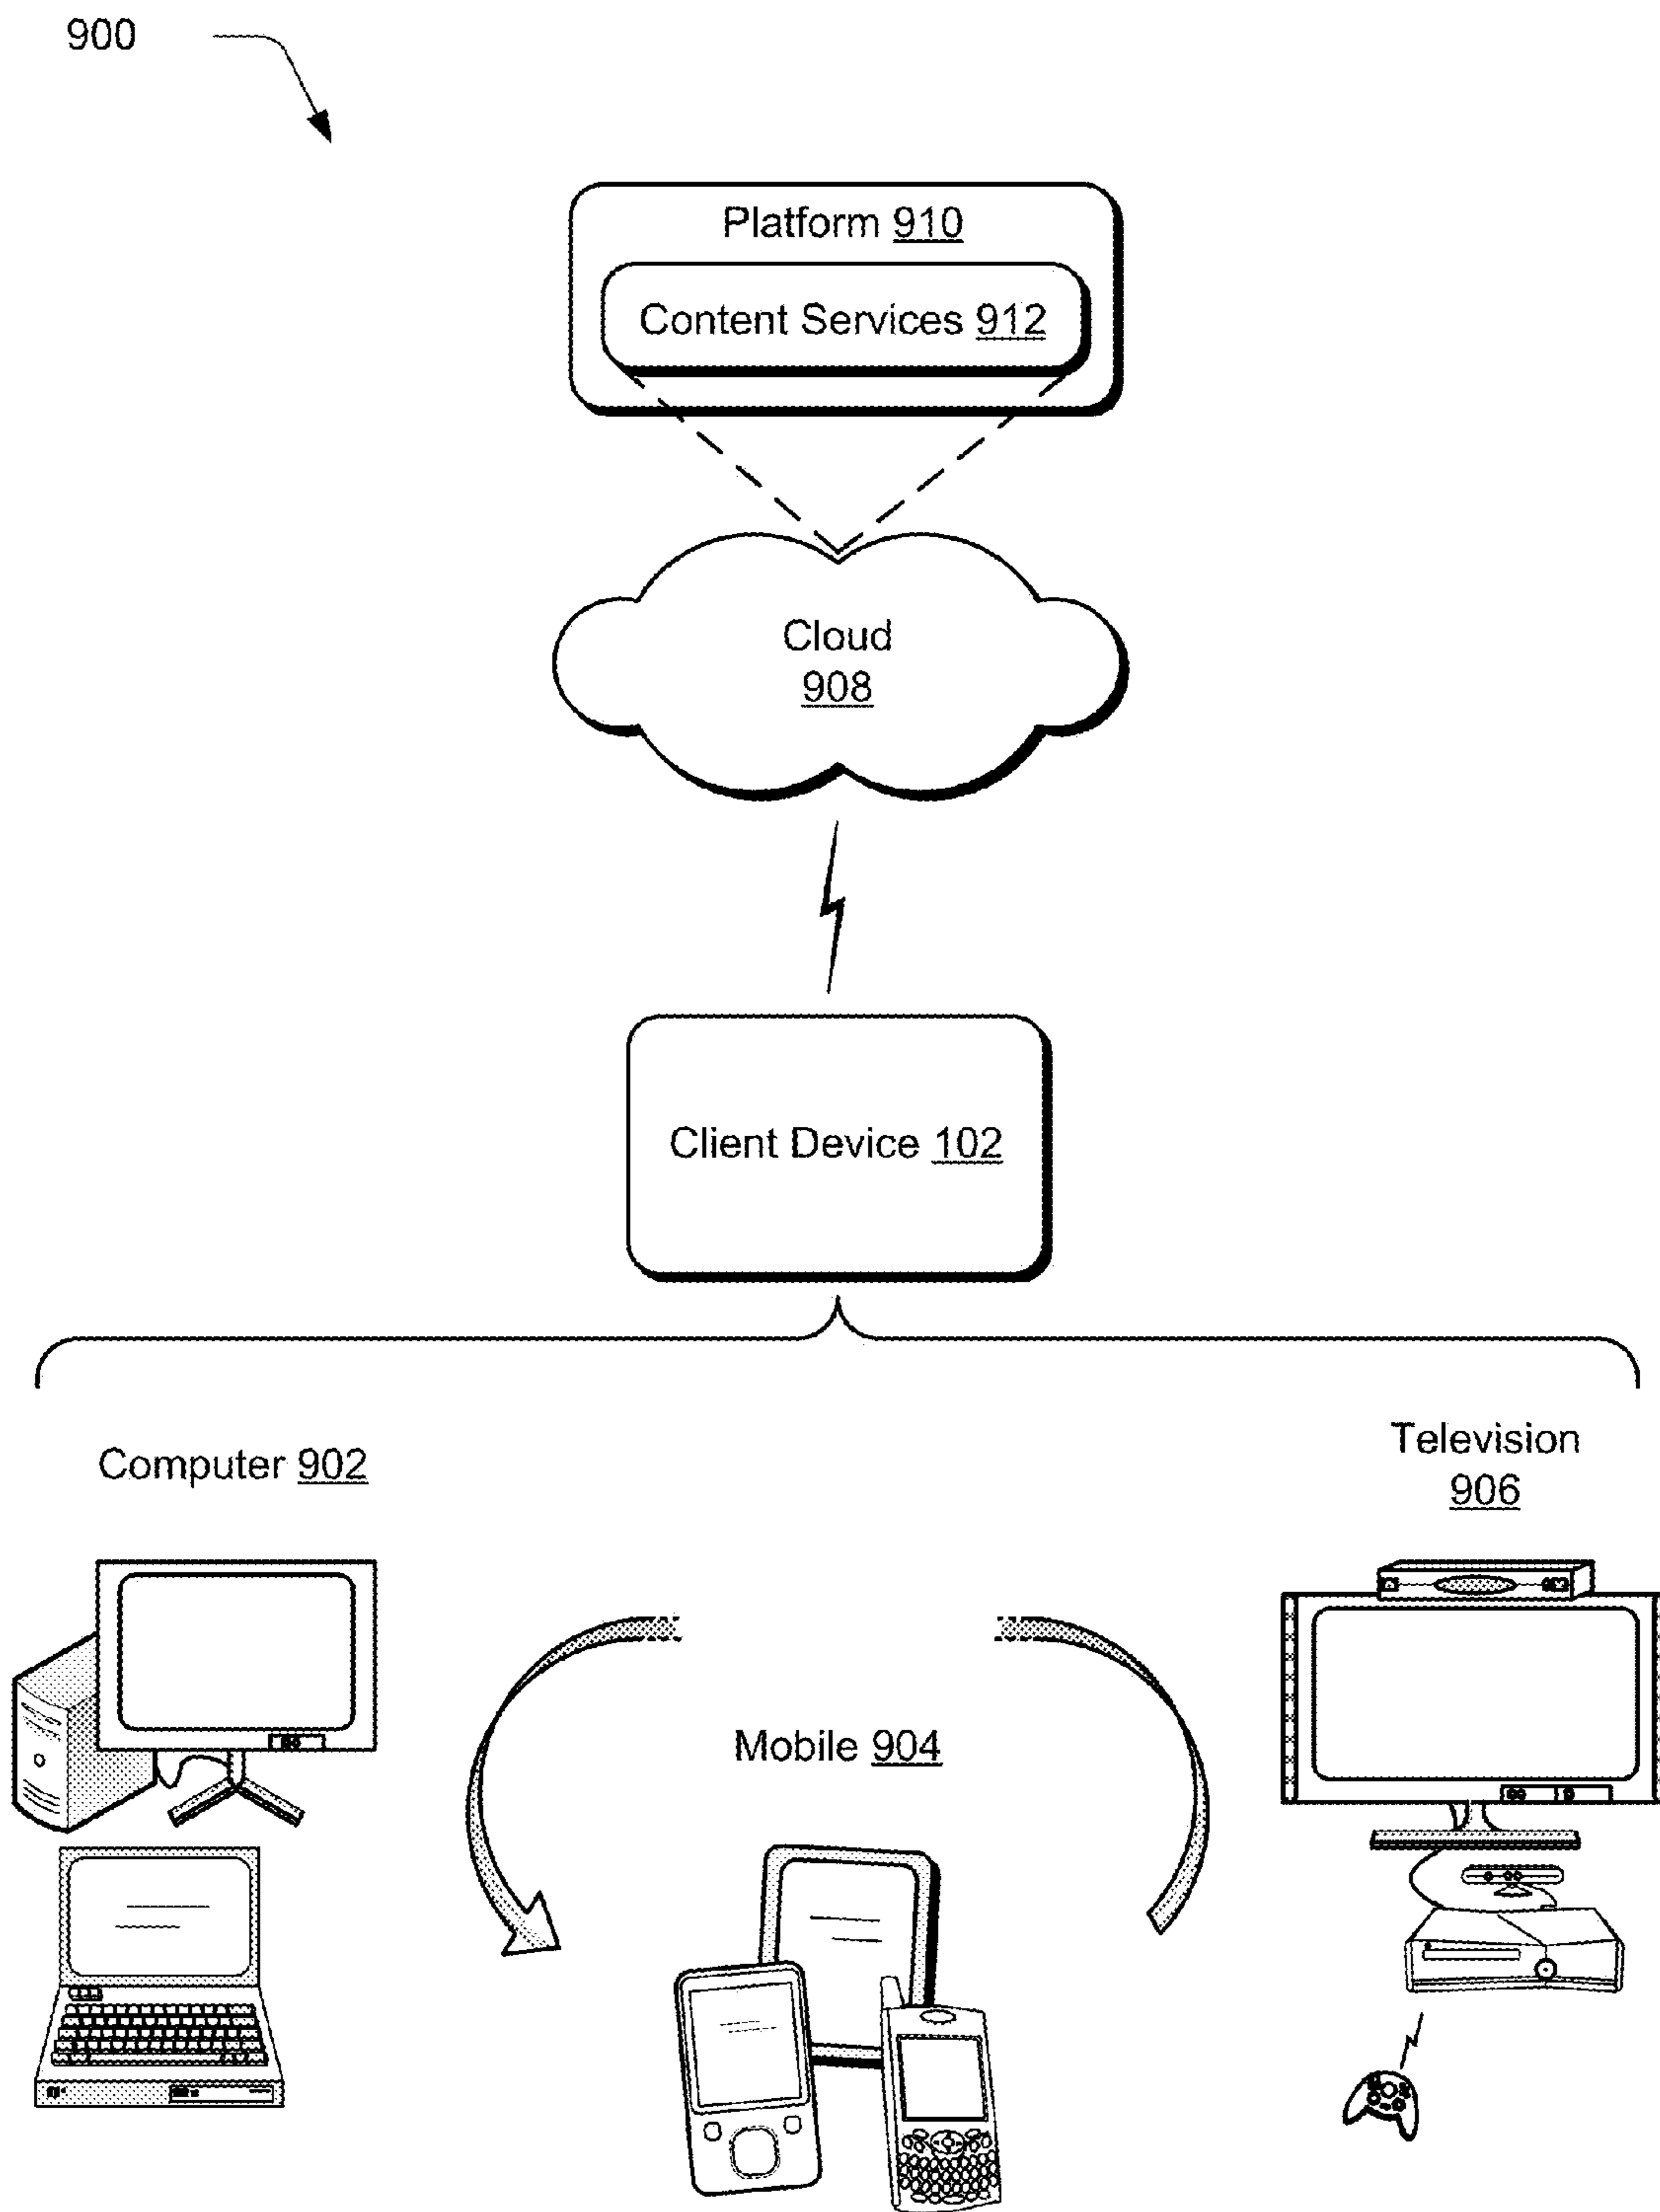 900
Platform 910
Content Services 912
Cloud
908
Client Device 102
Computer 902
Television
906
Mobile 904